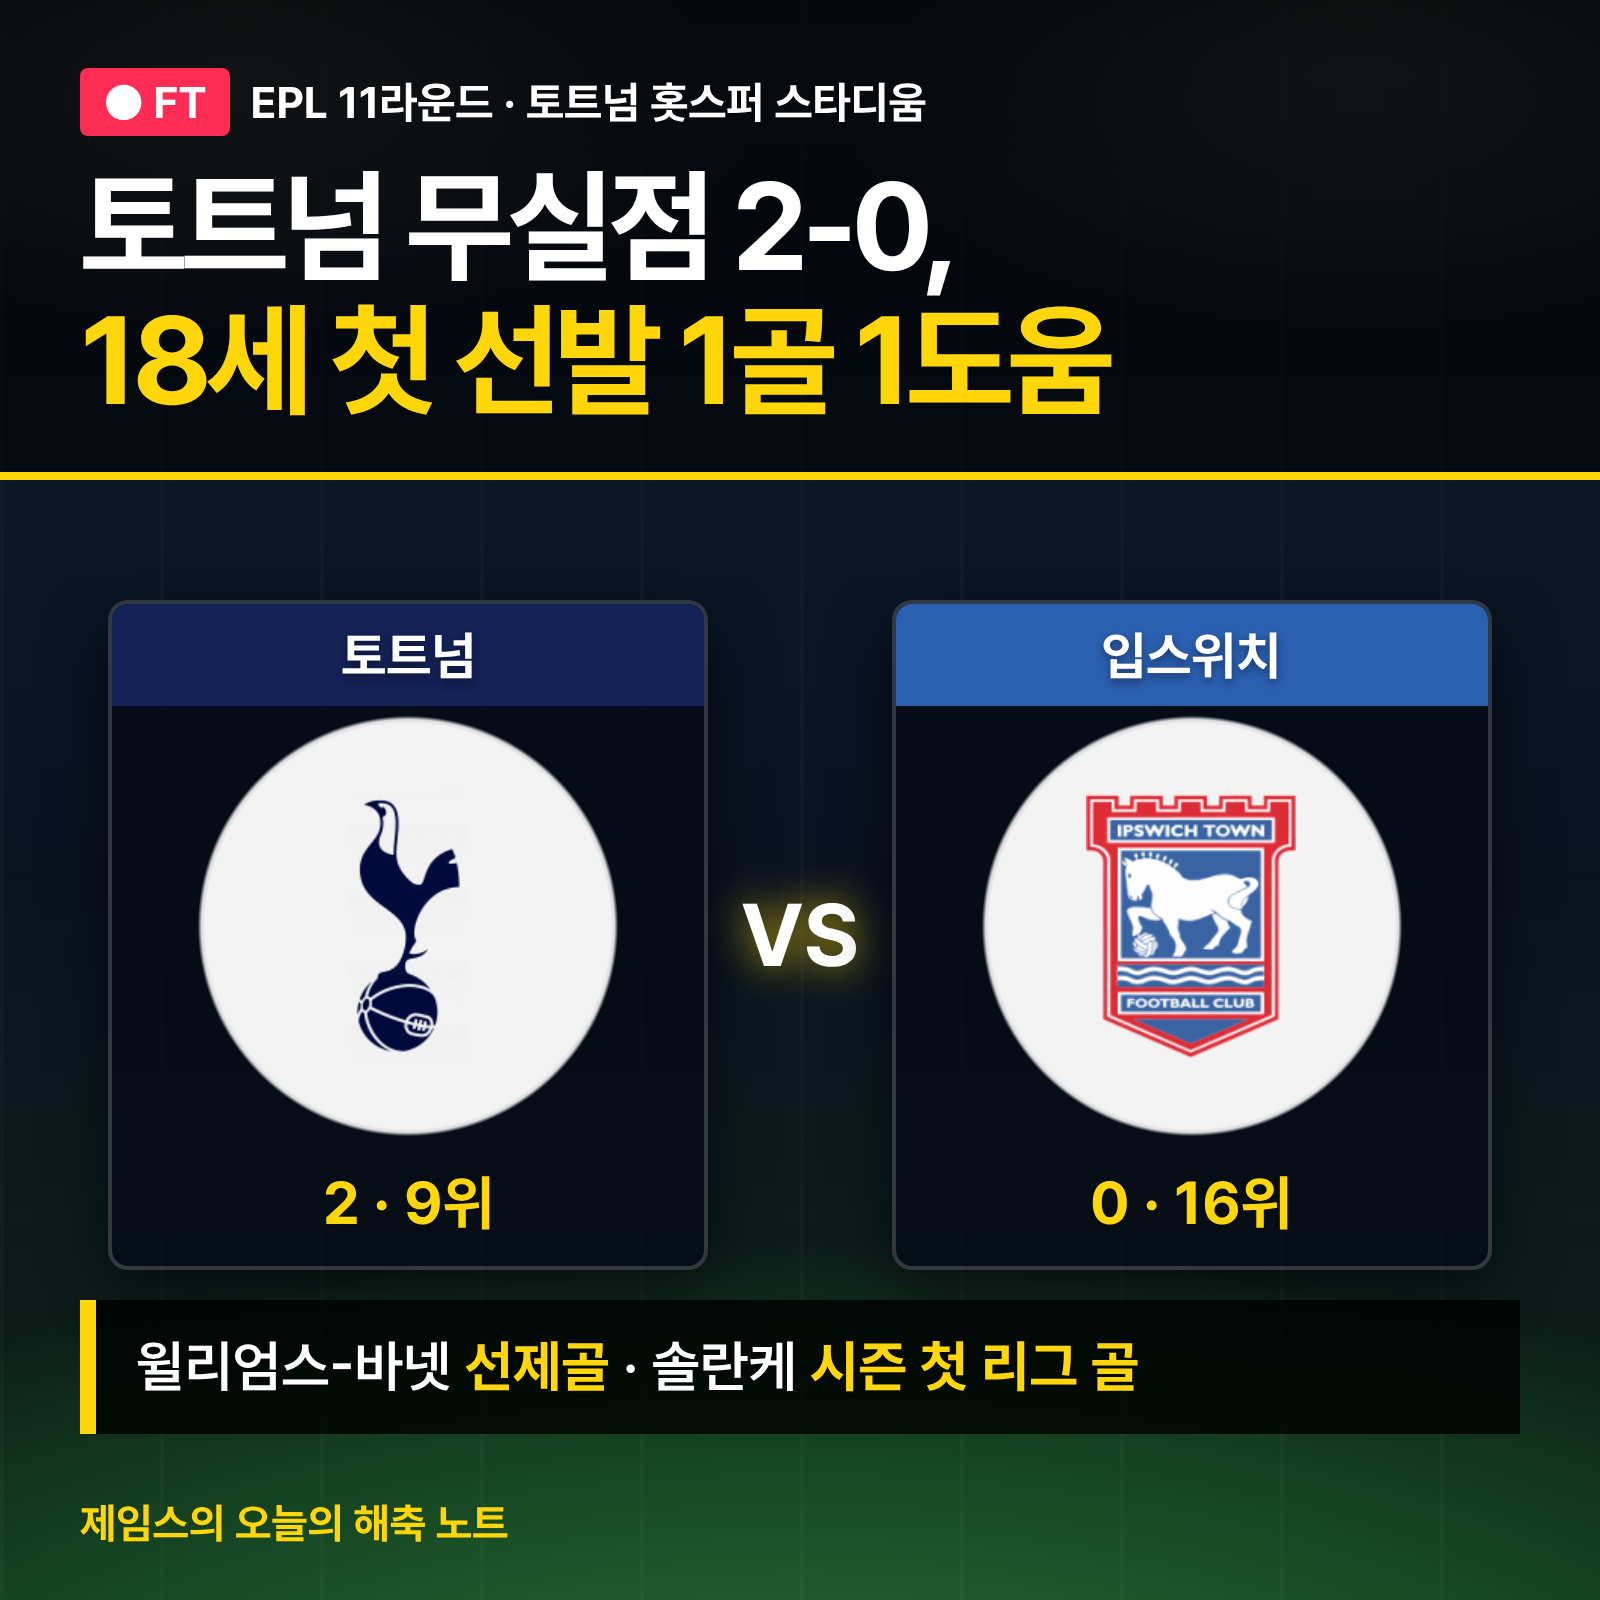 FT EPL 11라운드 · 토트넘 홋스퍼 스타디움
토트넘 무실점 2-0,
18세 첫 선발 1골 1도움
토트넘
입스위치
IPSWICH TOWN
FOOTBALL CLUB
VS
2 · 9위
0 · 16위
윌리엄스-바넷 선제골 · 솔란케 시즌 첫 리그 골
제임스의 오늘의 해축 노트